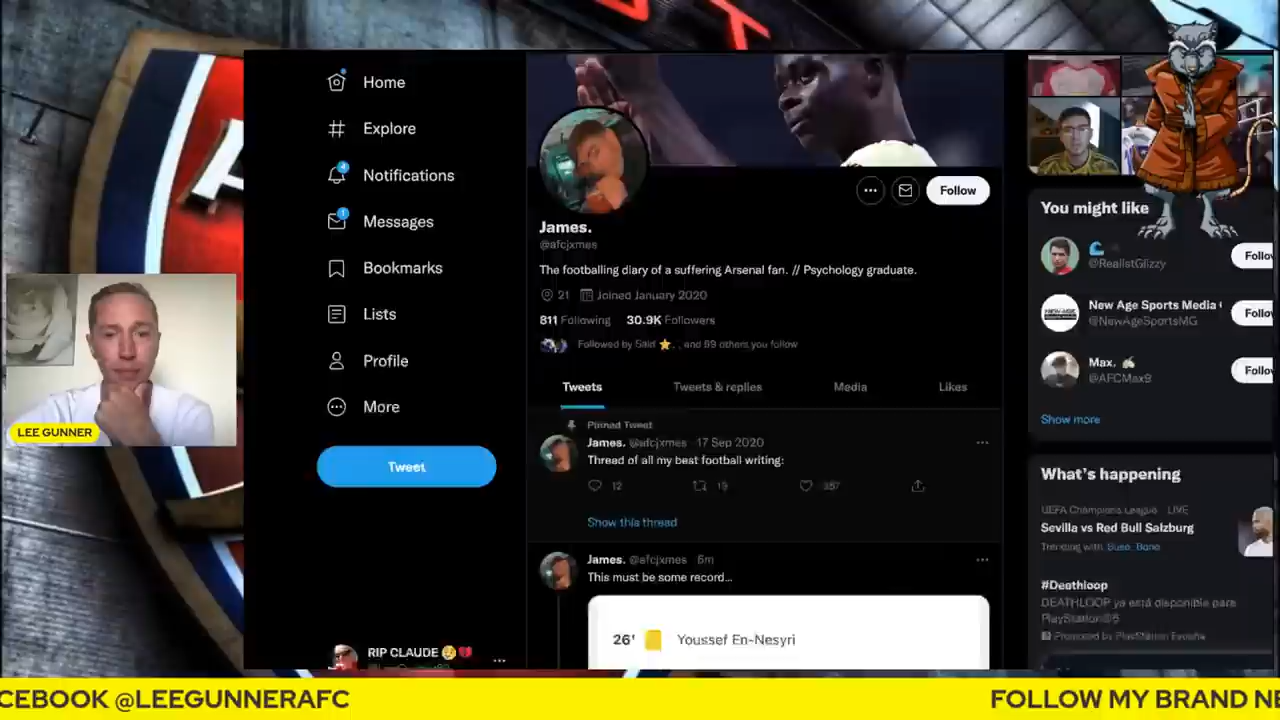 Home
Explore
Notifications
Messages
Bookmarks
Lists
Profile
More
Tweet
RIP CLAUDE
LEE GUNNER
Follow
James.
@afcjxmes
The footballing diary of a suffering Arsenal fan. // Psychology graduate.
21 Joined January 2020
811 Following 30.9K Followers
Followed by Said ⭐. , and 99 others you follow
Tweets Tweets & replies Media Likes
Pinned Tweet
James. @afcjxmes · 17 Sep 2020
Thread of all my best football writing:
12 19 357
Show this thread
James. @afcjxmes · 5m
This must be some record...
26' Youssef En-Nesyri
You might like
@RealistGlizzy
Follow
New Age Sports Media
@NewAgeSportsMG
Follow
Max.
@AFCMax9
Follow
Show more
What's happening
UEFA Champions League · LIVE
Sevilla vs Red Bull Salzburg
Trending with Suso, Bono
#Deathloop
DEATHLOOP ya está disponible para
PlayStation®5
Promoted by PlayStation España
CEBOOK @LEEGUNNERAFC
FOLLOW MY BRAND NE